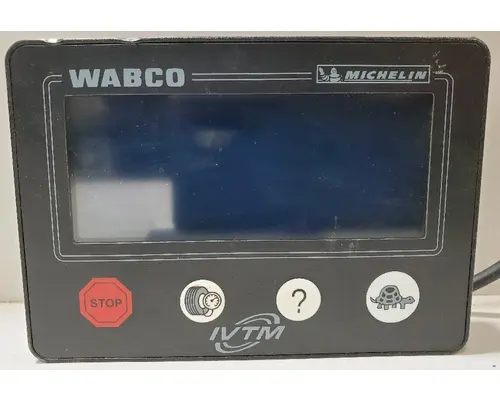 WABCO
MICHELIN
STOP
?
IVTM